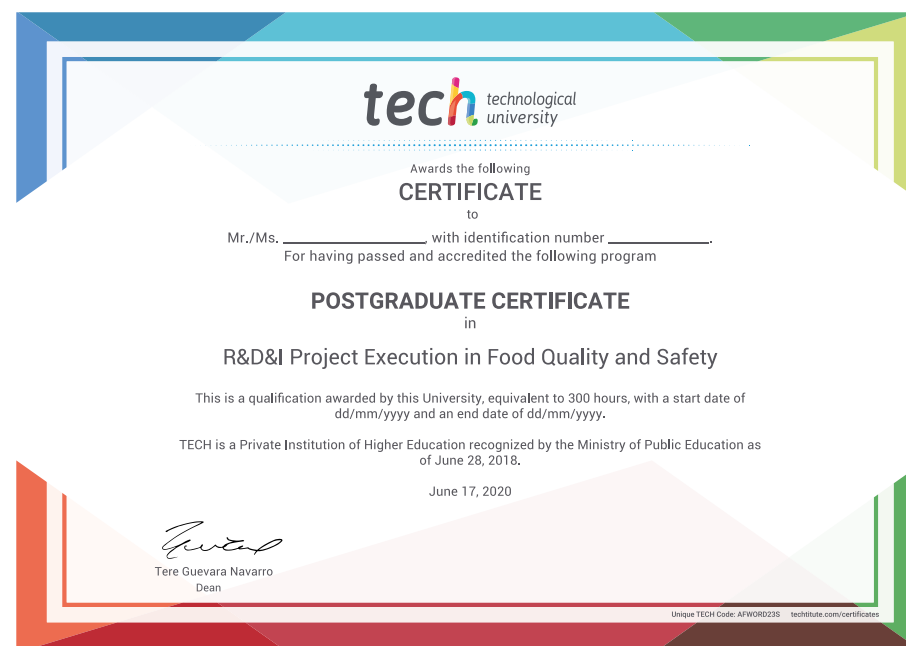 tech technological
university
Awards the following
CERTIFICATE
to
Mr./Ms. ____________________, with identification number ______________.
For having passed and accredited the following program
POSTGRADUATE CERTIFICATE
in
R&D&I Project Execution in Food Quality and Safety
This is a qualification awarded by this University, equivalent to 300 hours, with a start date of
dd/mm/yyyy and an end date of dd/mm/yyyy.
TECH is a Private Institution of Higher Education recognized by the Ministry of Public Education as
of June 28, 2018.
June 17, 2020
Tere Guevara Navarro
Dean
Unique TECH Code: AFWORD23S techtitute.com/certificates